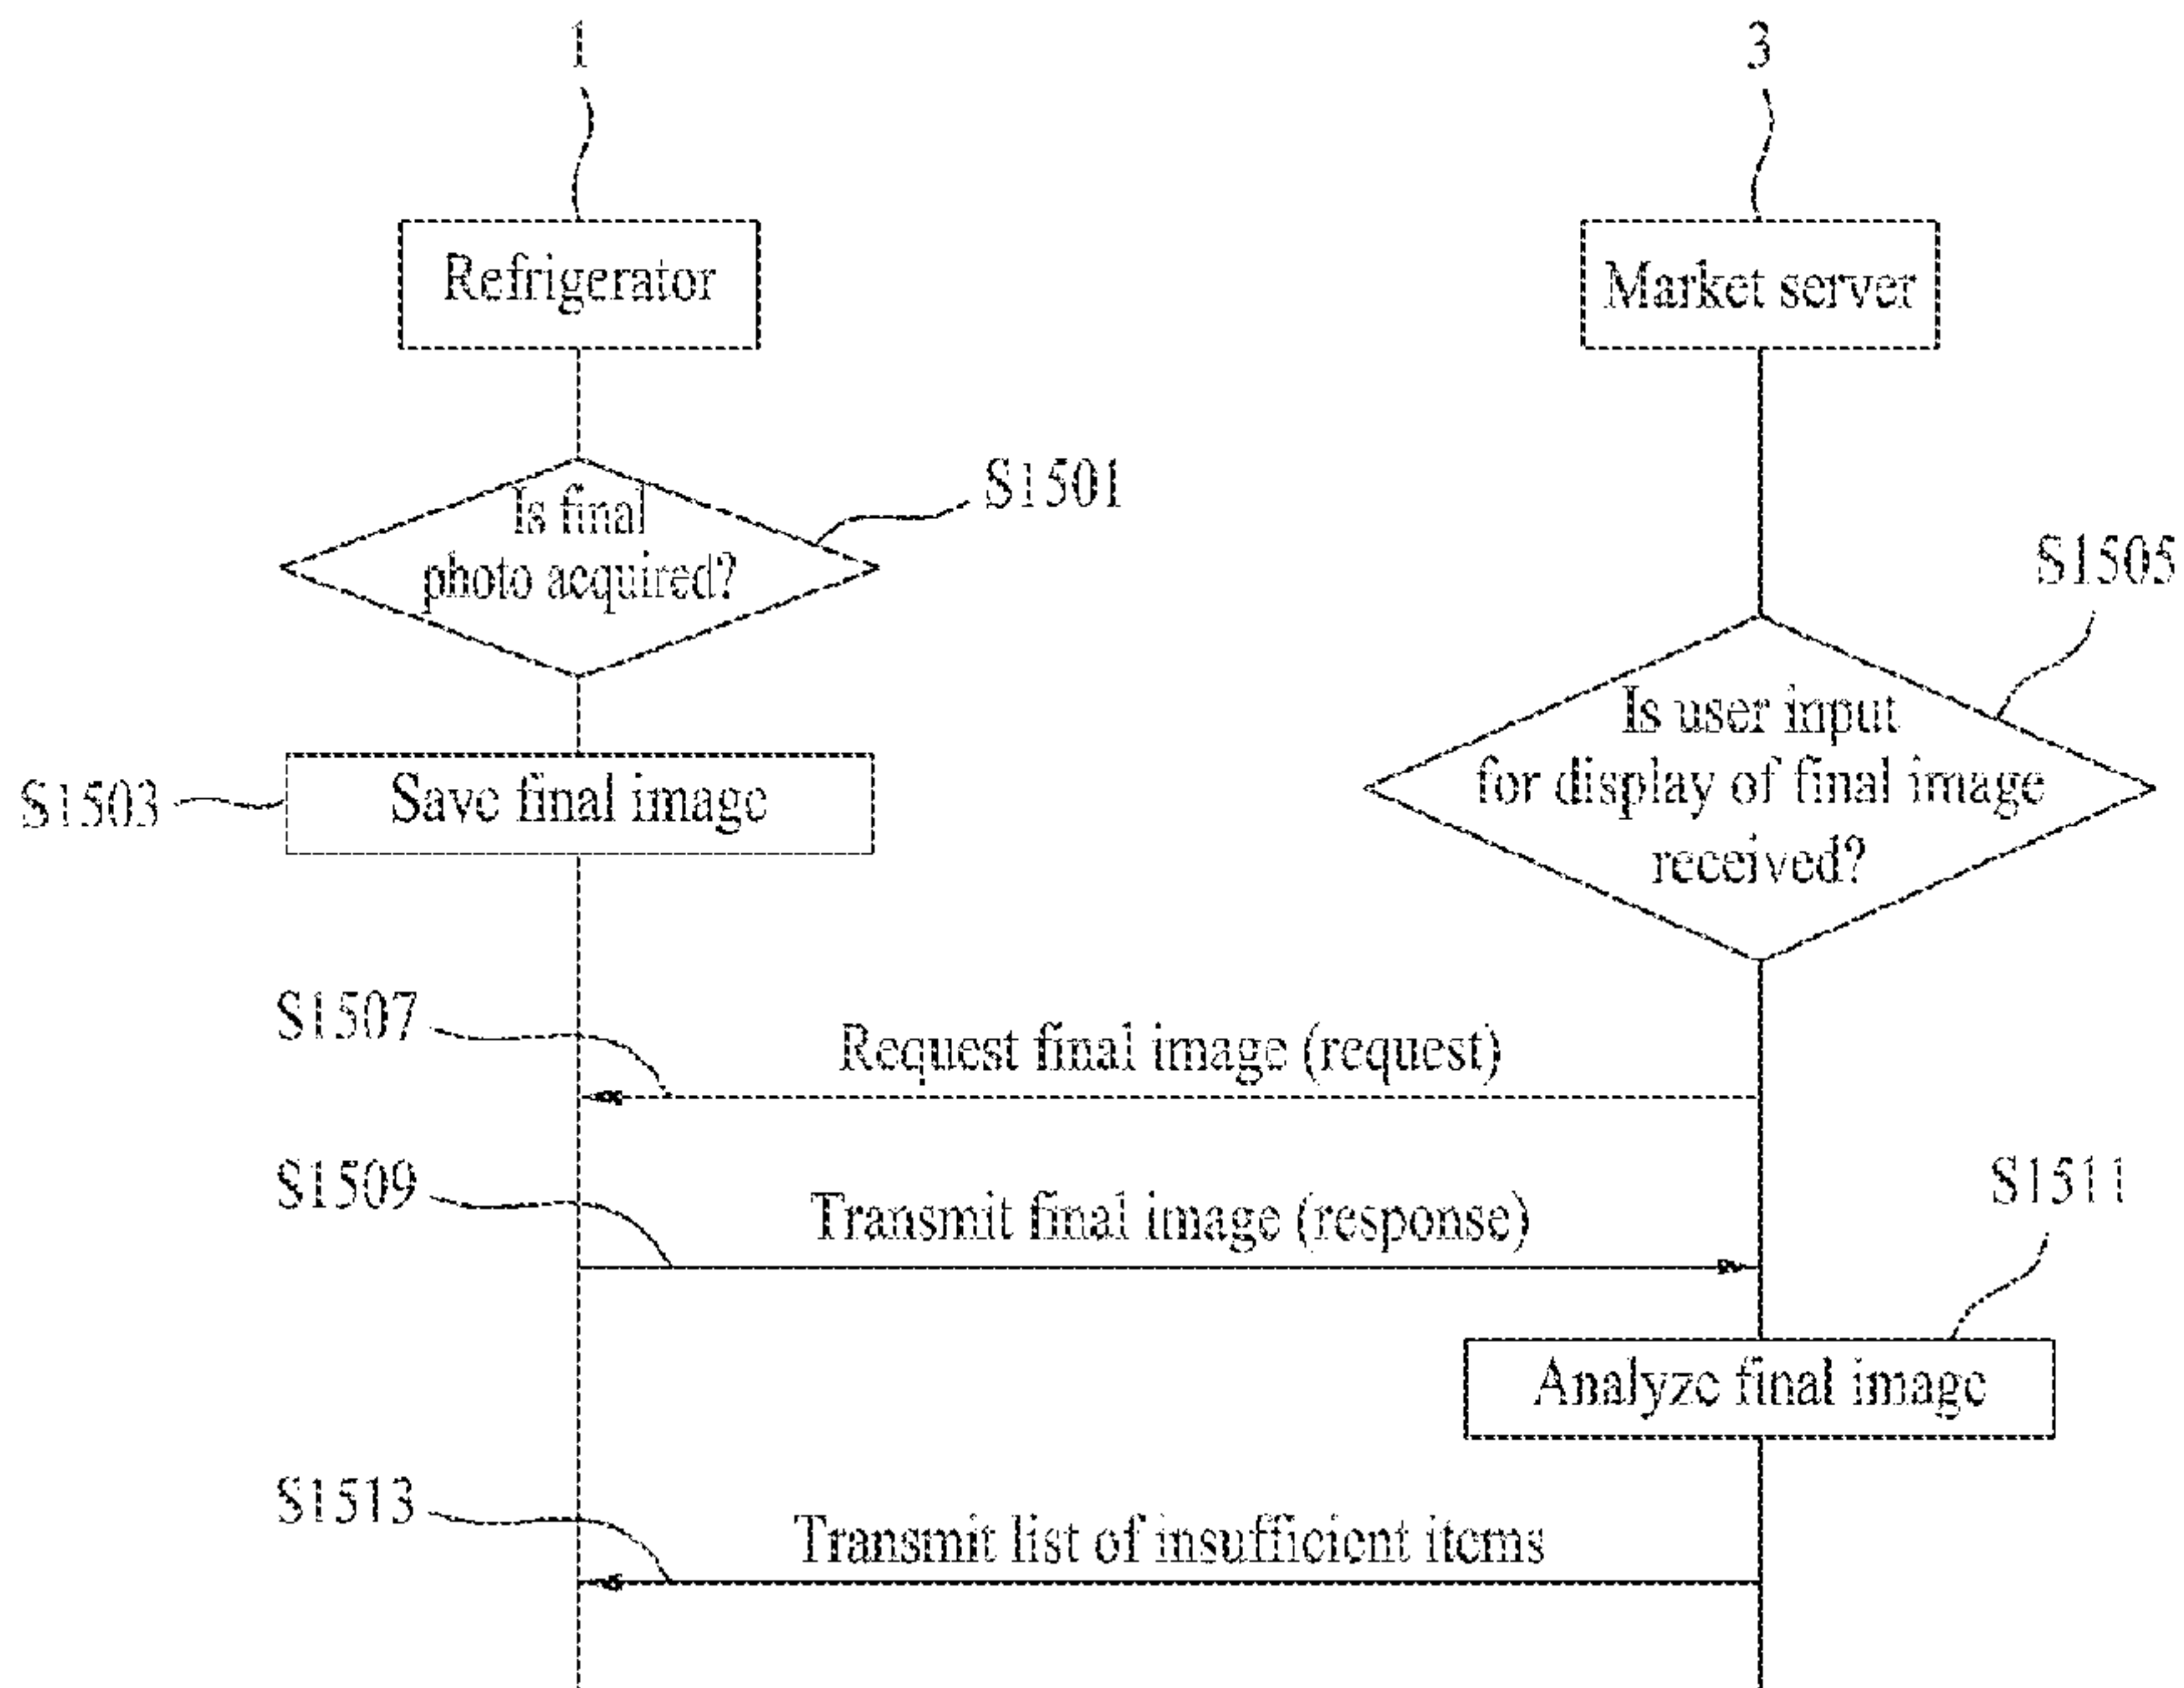 1
3
Refrigerator
Market server
Is final
photo acquired?
S1501
S1505
Is user input
for display of final image
received?
S1503
Save final image
S1507
Request final image (request)
S1509
Transmit final image (response)
S1511
Analyze final image
S1513
Transmit list of insufficient items